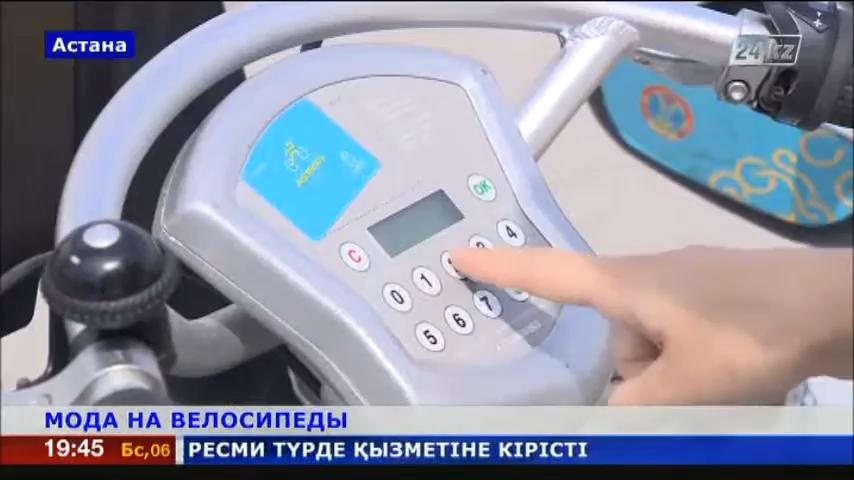 Астана
24kz
OK
C
4
0
1
5
6
7
МОДА НА ВЕЛОСИПЕДЫ
19:45 Бс,06 РЕСМИ ТҮРДЕ ҚЫЗМЕТІНЕ КІРІСТІ